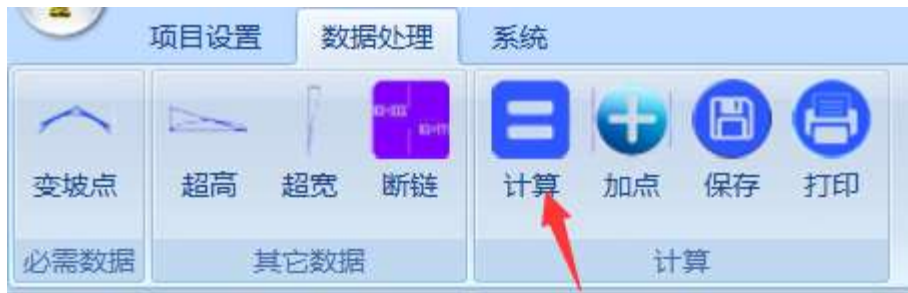 项目设置 数据处理 系统
变坡点 超高 超宽 断链 计算 加点 保存 打印
必需数据 其它数据 计算